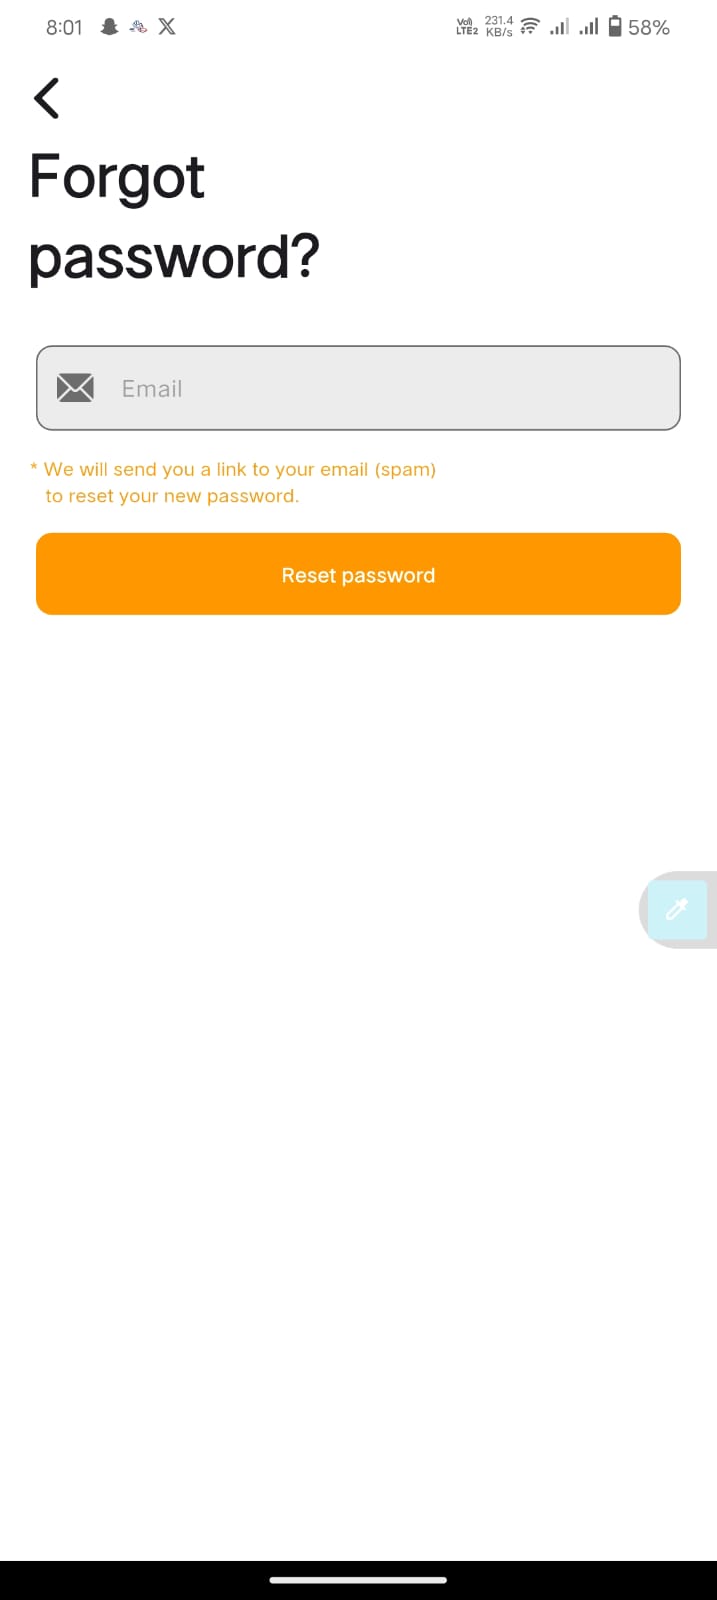 8:01
Vo)) LTE2 231.4 KB/s 58%
Forgot
password?
Email
* We will send you a link to your email (spam)
to reset your new password.
Reset password